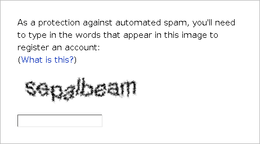 As a protection against automated spam, you'll need
to type in the words that appear in this image to
register an account:
(What is this?)
sepalbeam